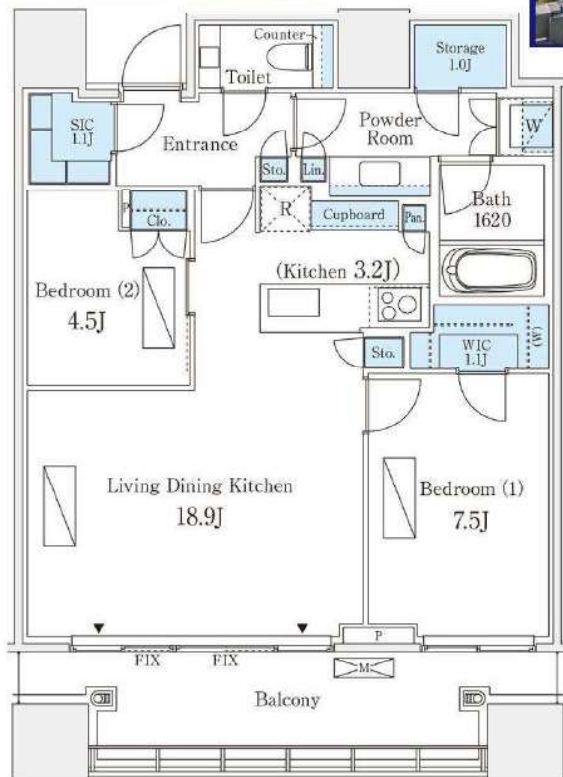 Counter
Toilet
Storage
1.0J
SIC
1.1J
Entrance
Powder
Room
W
Sto.
Lin.
P
Clo.
R
Cupboard
Pan.
Bath
1620
Bedroom (2)
4.5J
(Kitchen 3.2J)
Sto.
WIC
1.1J
(W)
Living Dining Kitchen
18.9J
Bedroom (1)
7.5J
P
FIX
FIX
M
Balcony